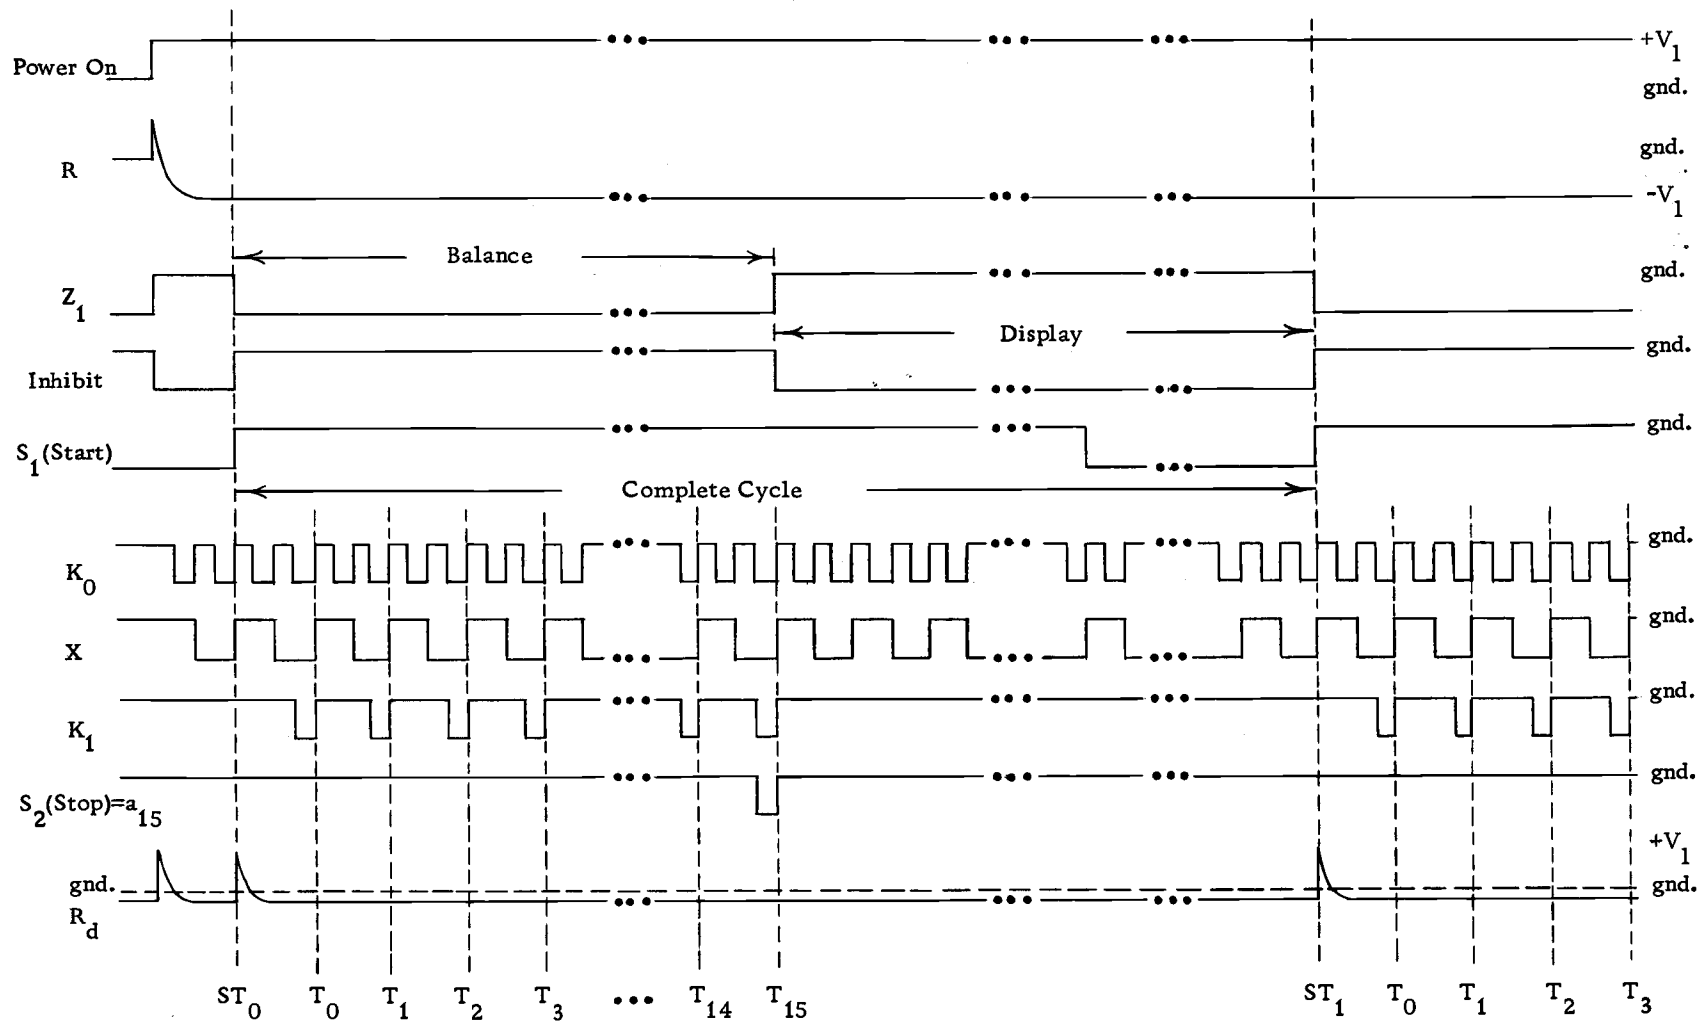 Power On +V1
gnd.
R gnd.
-V1
Balance
Z1 gnd.
Display
Inhibit gnd.
S1(Start) gnd.
Complete Cycle
K0 gnd.
X gnd.
K1 gnd.
S2(Stop)=a15 gnd.
+V1
gnd. gnd.
Rd
ST0 T0 T1 T2 T3 ••• T14 T15 ST1 T0 T1 T2 T3